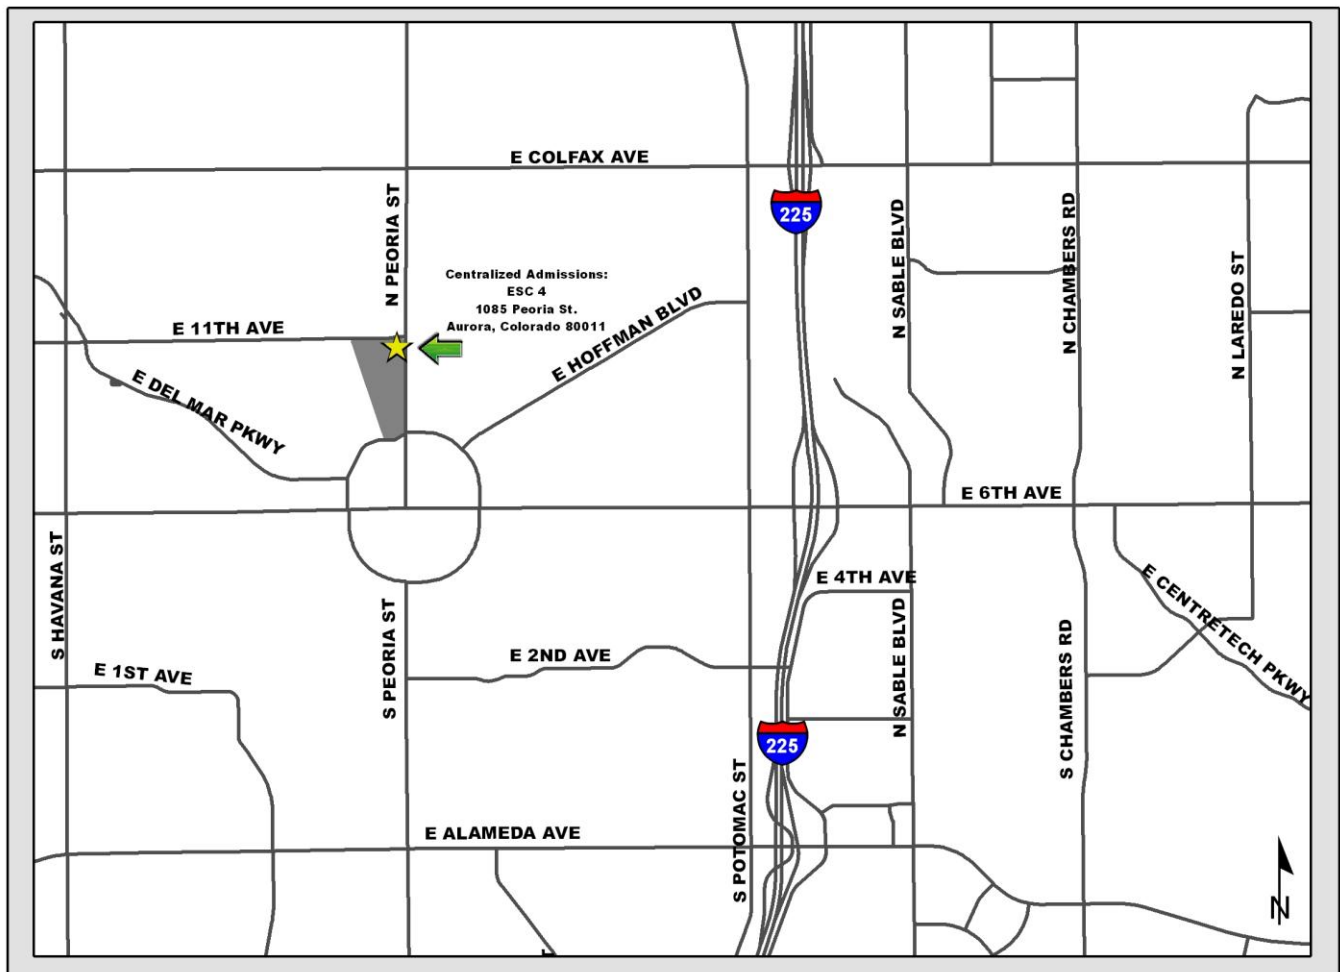 E COLFAX AVE
N PEORIA ST
225
N SABLE BLVD
N CHAMBERS RD
N LAREDO ST
Centralized Admissions:
ESC 4
1085 Peoria St.
Aurora, Colorado 80011
E HOFFMAN BLVD
E 11TH AVE
E DEL MAR PKWY
E 6TH AVE
S HAVANA ST
E 4TH AVE
E CENTRETECH PKWY
S PEORIA ST
N SABLE BLVD
S CHAMBERS RD
E 2ND AVE
E 1ST AVE
225
S POTOMAC ST
E ALAMEDA AVE
N